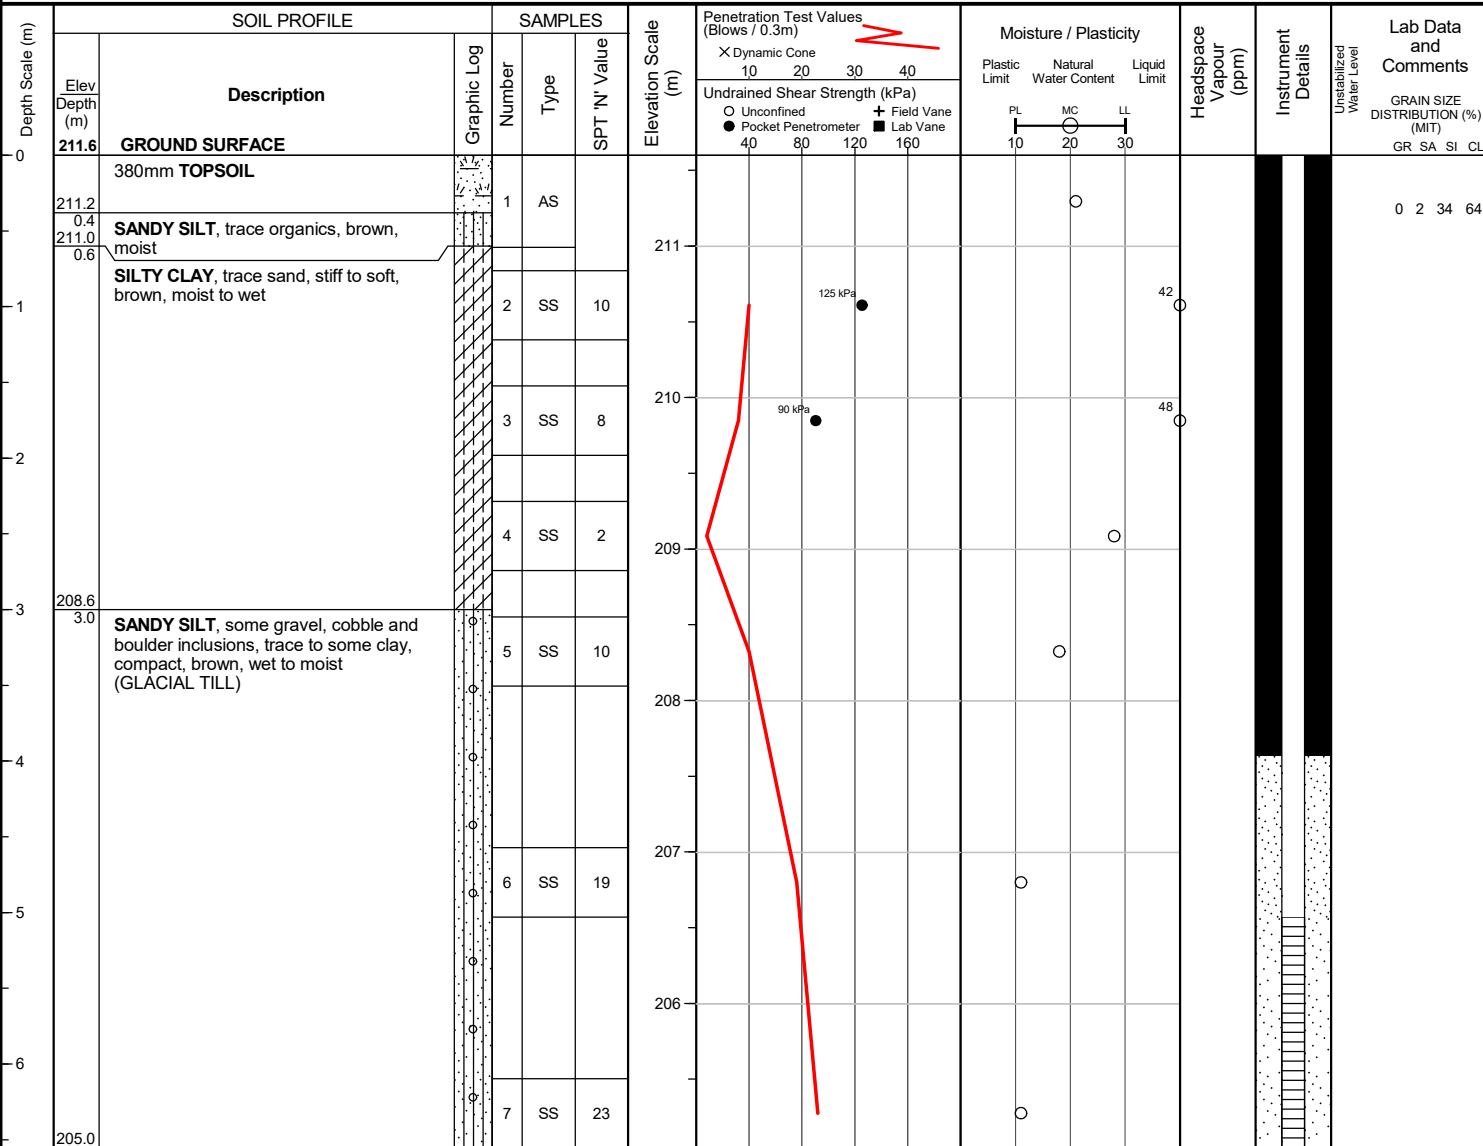 SOIL PROFILE
SAMPLES
Depth Scale (m)
Elev
Depth
(m)
Description
Graphic Log
Number
Type
SPT 'N' Value
Elevation Scale
(m)
Penetration Test Values
(Blows / 0.3m)
× Dynamic Cone
10 20 30 40
Undrained Shear Strength (kPa)
Unconfined
Field Vane
Pocket Penetrometer
Lab Vane
40 80 120 160
Moisture / Plasticity
Plastic Limit
Natural Water Content
Liquid Limit
PL MC LL
10 20 30
Headspace
Vapour
(ppm)
Instrument
Details
Unstabilized
Water Level
Lab Data
and
Comments
GRAIN SIZE
DISTRIBUTION (%)
(MIT)
GR SA SI CL
211.6 GROUND SURFACE
0
380mm TOPSOIL
211.2
0.4
1 AS
0 2 34 64
SANDY SILT, trace organics, brown,
moist
211.0
0.6
211
SILTY CLAY, trace sand, stiff to soft,
brown, moist to wet
1
2 SS 10
125 kPa
42
210
3 SS 8
90 kPa
48
2
4 SS 2
209
208.6
3.0
3
SANDY SILT, some gravel, cobble and
boulder inclusions, trace to some clay,
compact, brown, wet to moist
(GLACIAL TILL)
5 SS 10
208
4
207
6 SS 19
5
206
6
7 SS 23
205.0